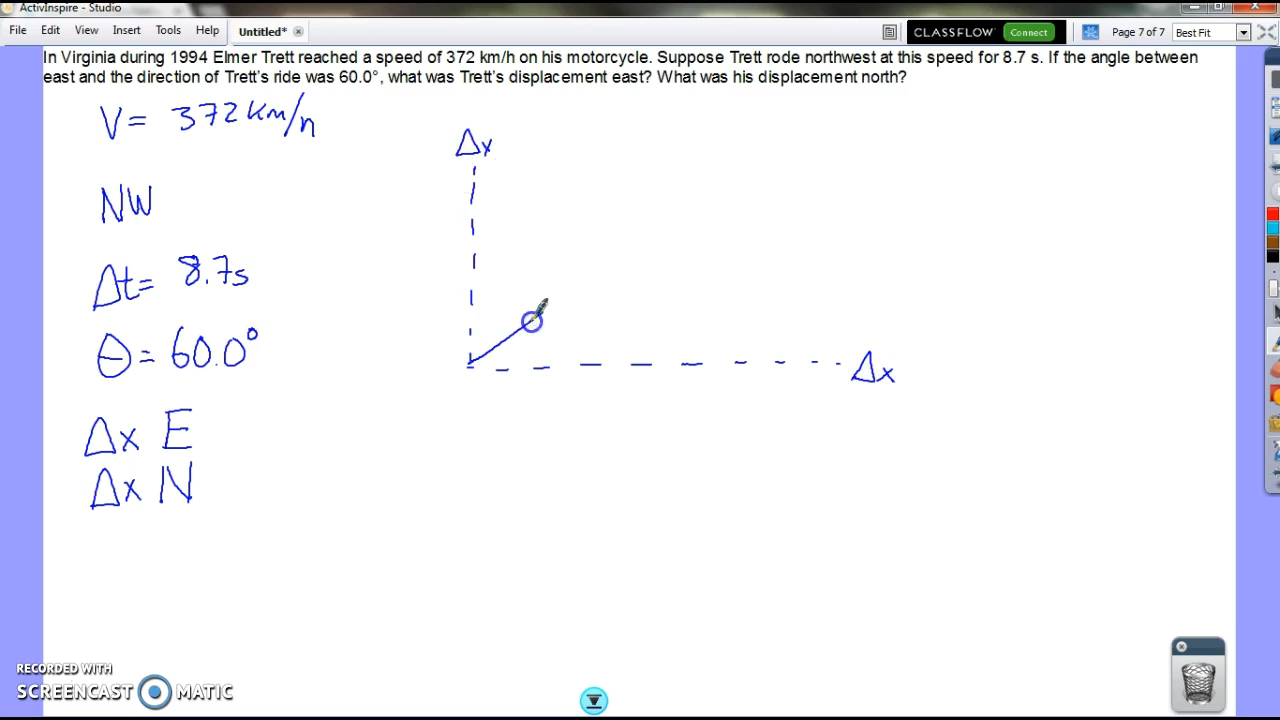 ActivInspire - Studio
File Edit View Insert Tools Help Untitled* CLASSFLOW Connect Page 7 of 7 Best Fit
In Virginia during 1994 Elmer Trett reached a speed of 372 km/h on his motorcycle. Suppose Trett rode northwest at this speed for 8.7 s. If the angle between
east and the direction of Trett's ride was 60.0°, what was Trett's displacement east? What was his displacement north?
V = 372 km/h
Δx
NW
Δt = 8.7s
θ = 60.0°
Δx
Δx E
Δx N
RECORDED WITH
SCREENCAST MATIC